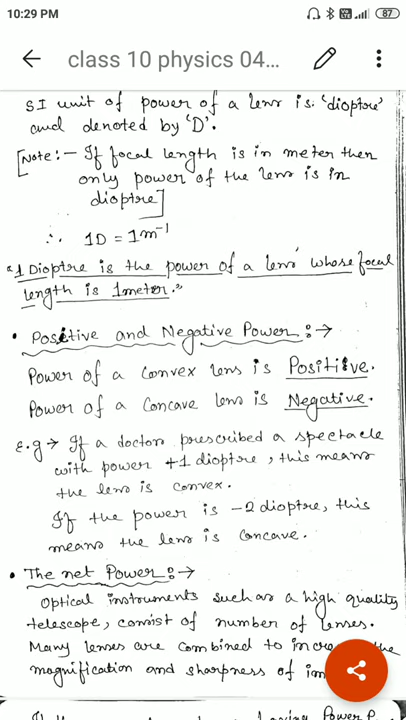 10:29 PM
Vo LTE
87
class 10 physics 04...
SI unit of power of a lens is 'dioptre'
and denoted by 'D'.
[Note:- If focal length is in meter then
only power of the lens is in
dioptre]
∴ 1D = 1m⁻¹
"1 Dioptre is the power of a lens whose focal
length is 1 meter."
• Positive and Negative Power:→
Power of a convex lens is Positive.
Power of a concave lens is Negative.
E.g → If a doctor prescribed a spectacle
with power +1 dioptre, this means
the lens is convex.
If the power is -2 dioptre, this
means the lens is concave.
• The net Power:→
Optical instruments such as a high quality
telescope, consist of number of lenses.
Many lenses are combined to the
magnification and sharpness of